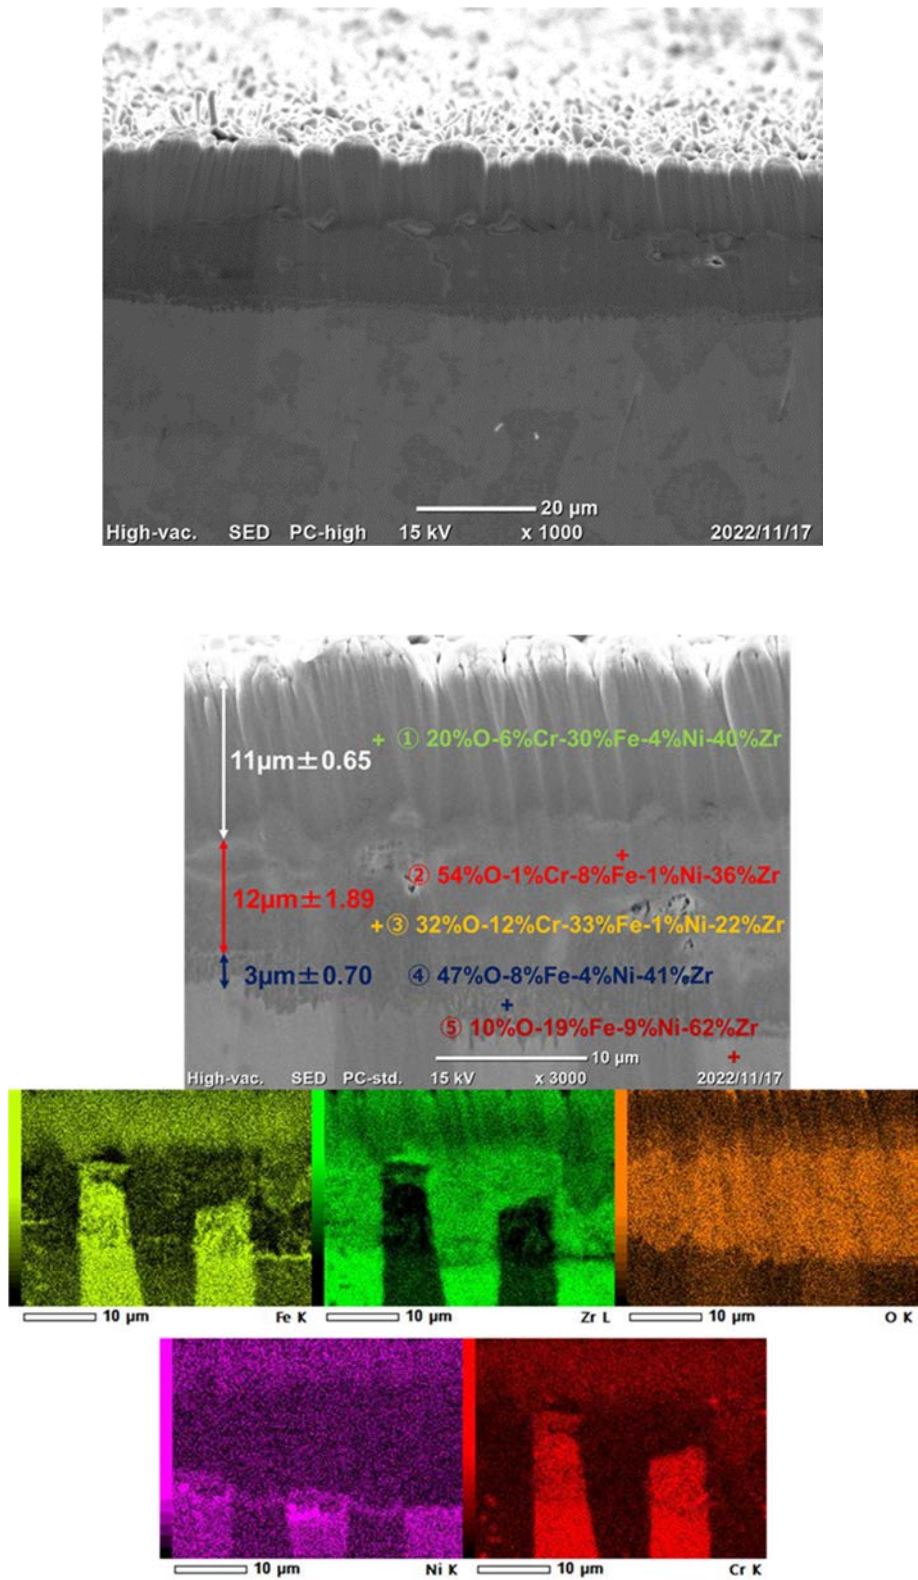 20 μm
High-vac. SED PC-high 15 kV x 1000 2022/11/17
+ ① 20%O-6%Cr-30%Fe-4%Ni-40%Zr
11μm±0.65
+
② 54%O-1%Cr-8%Fe-1%Ni-36%Zr
12μm±1.89
+③ 32%O-12%Cr-33%Fe-1%Ni-22%Zr
3μm±0.70
④ 47%O-8%Fe-4%Ni-41%Zr
+
⑤ 10%O-19%Fe-9%Ni-62%Zr
+
10 μm
High-vac. SED PC-std. 15 kV x 3000 2022/11/17
10 μm Fe K
10 μm Zr L
10 μm O K
10 μm Ni K
10 μm Cr K